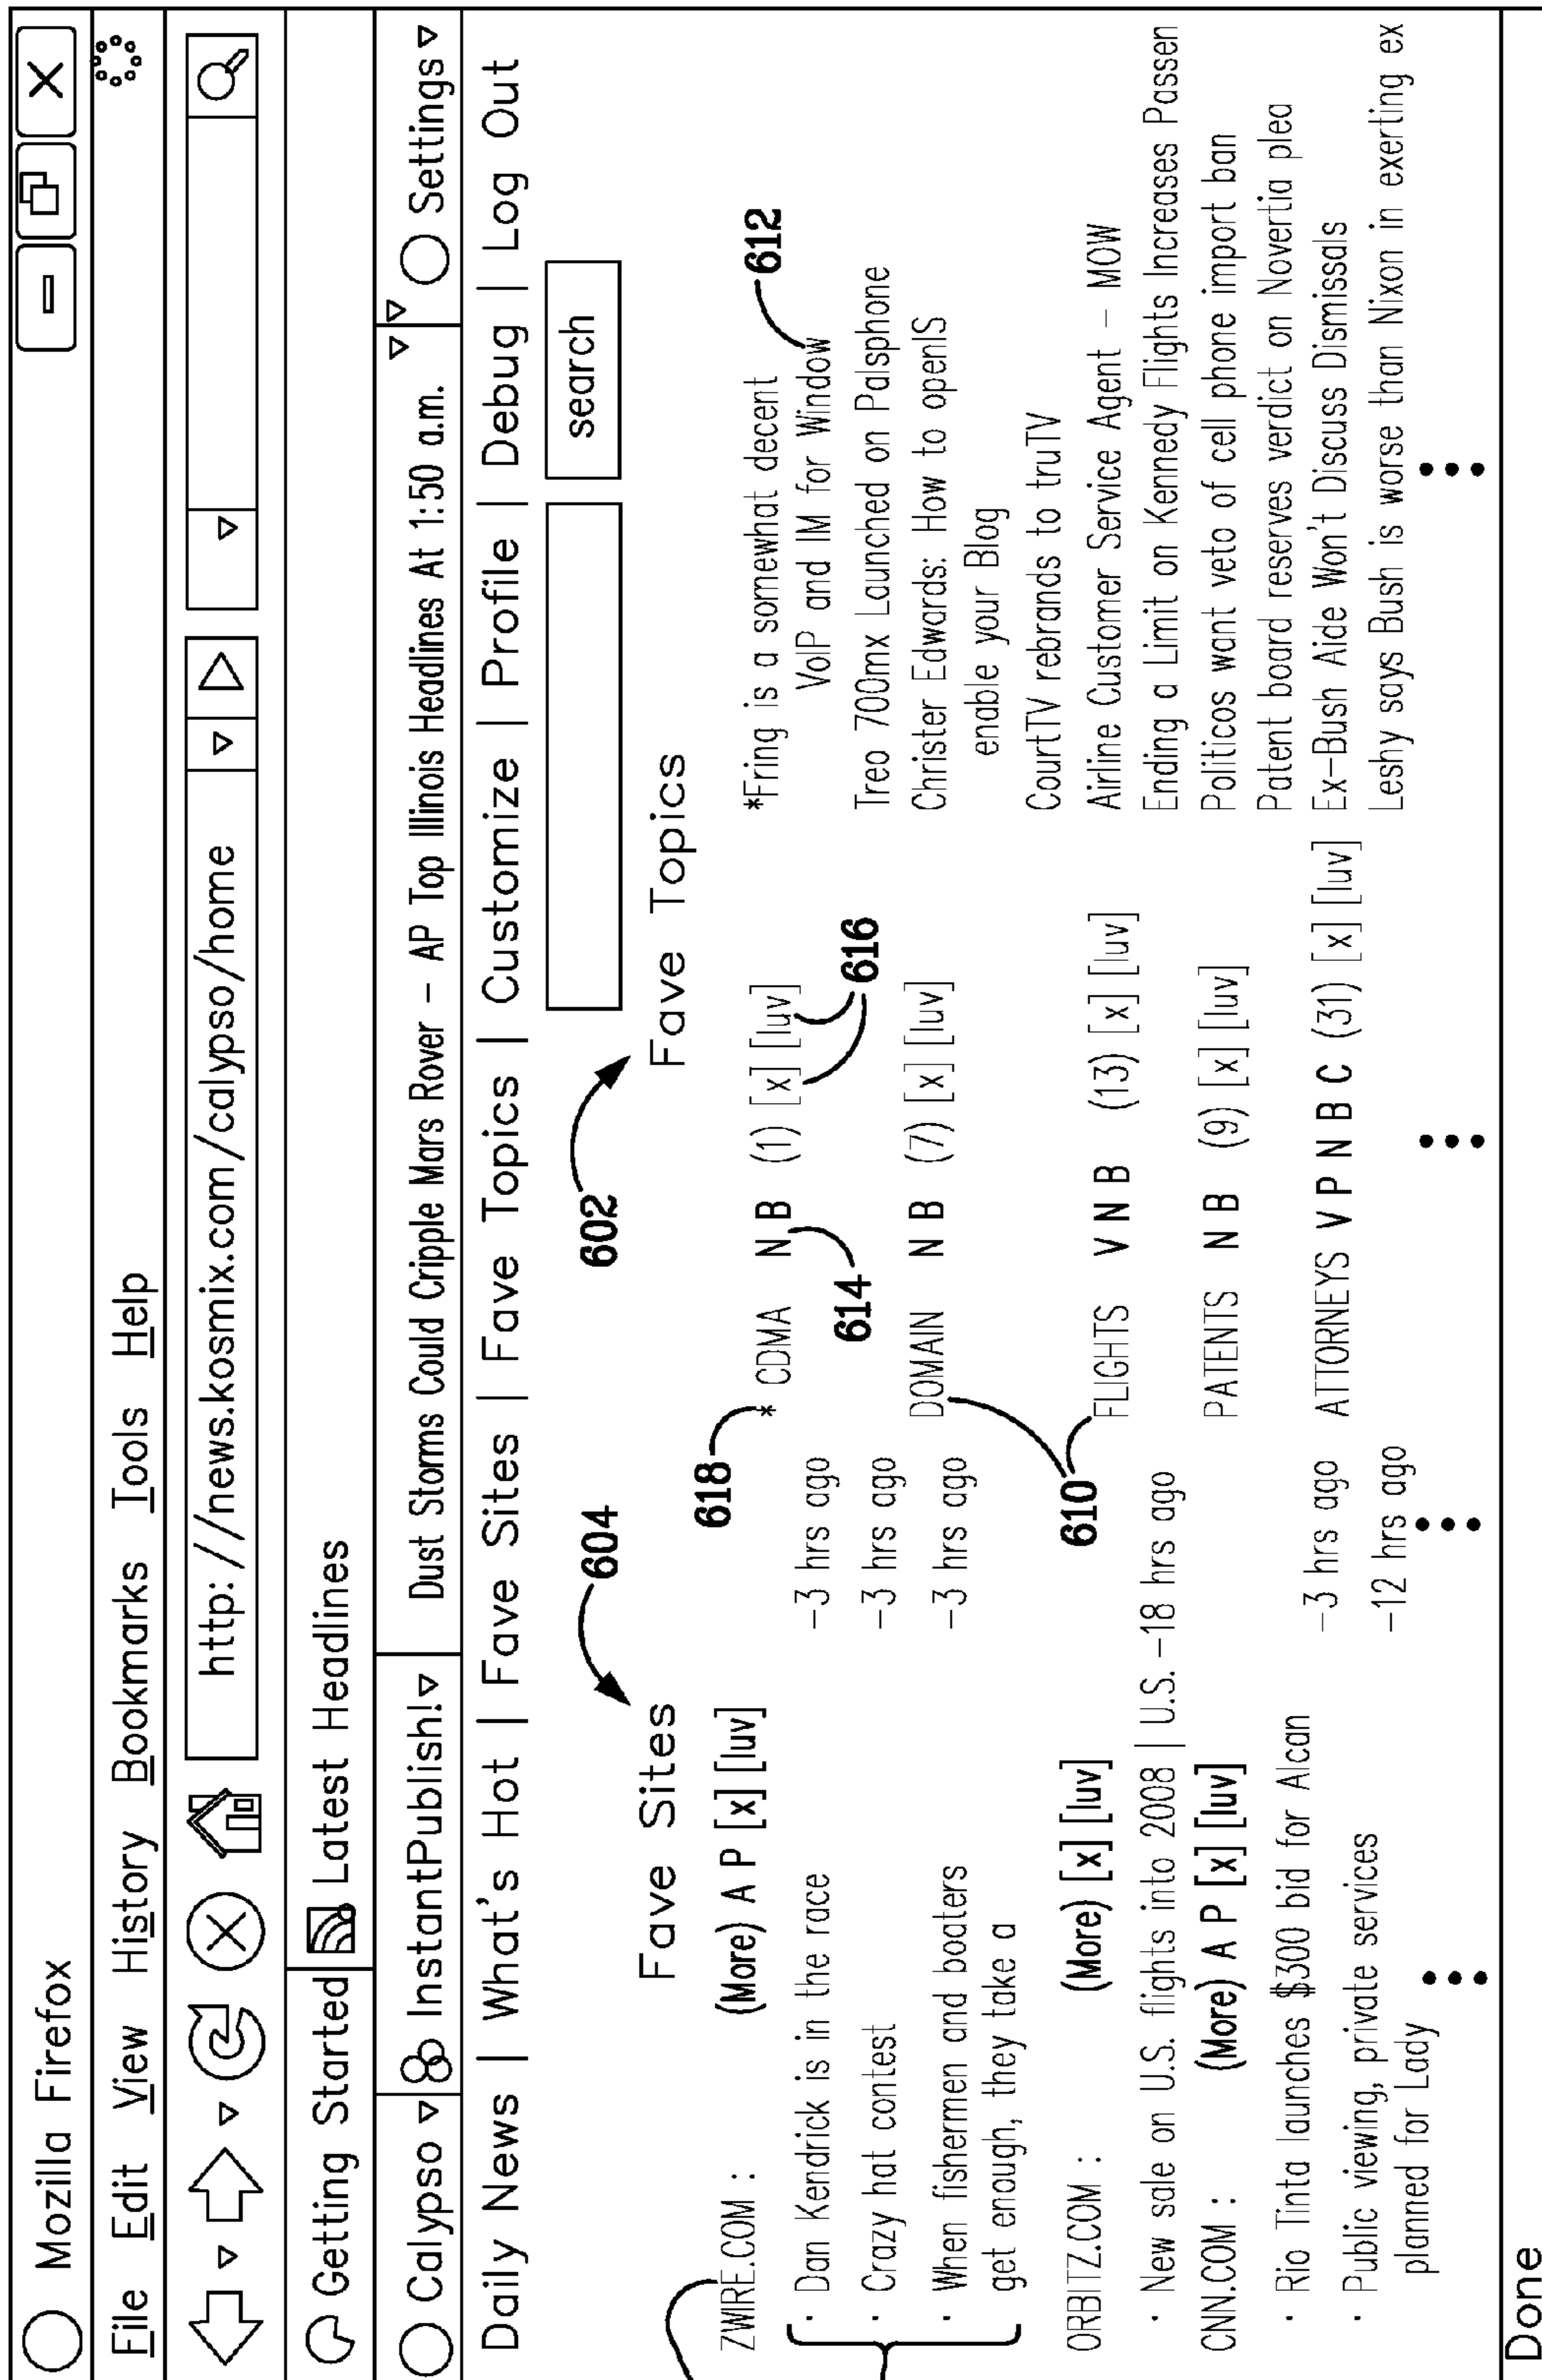 Mozilla Firefox
File Edit View History Bookmarks Tools Help
http: //news.kosmix.com/calypso/home
Getting Started Latest Headlines
Calypso InstantPublish! Dust Storms Could Cripple Mars Rover – AP Top Illinois Headlines At 1:50 a.m. Settings
Daily News | What's Hot | Fave Sites | Fave Topics | Customize | Profile | Debug | Log Out
search
604
602
Fave Sites
Fave Topics
ZWIRE.COM : (More) A P [x] [luv]
· Dan Kendrick is in the race –3 hrs ago
· Crazy hat contest –3 hrs ago
· When fishermen and boaters –3 hrs ago
get enough, they take a
ORBITZ.COM : (More) [x] [luv]
· New sale on U.S. flights into 2008 | U.S. –18 hrs ago
CNN.COM : (More) A P [x] [luv]
· Rio Tinta launches $300 bid for Alcan –3 hrs ago
· Public viewing, private services –12 hrs ago
planned for Lady
618
* CDMA N B (1) [x] [luv]
614
616
DOMAIN N B (7) [x] [luv]
610
FLIGHTS V N B (13) [x] [luv]
PATENTS N B (9) [x] [luv]
ATTORNEYS V P N B C (31) [x] [luv]
*Fring is a somewhat decent
VoIP and IM for Window
612
Treo 700mx Launched on Palsphone
Christer Edwards: How to openIS
enable your Blog
CourtTV rebrands to truTV
Airline Customer Service Agent – MOW
Ending a Limit on Kennedy Flights Increases Passen
Politicos want veto of cell phone import ban
Patent board reserves verdict on Novertia plea
Ex–Bush Aide Won't Discuss Dismissals
Leshy says Bush is worse than Nixon in exerting ex
Done